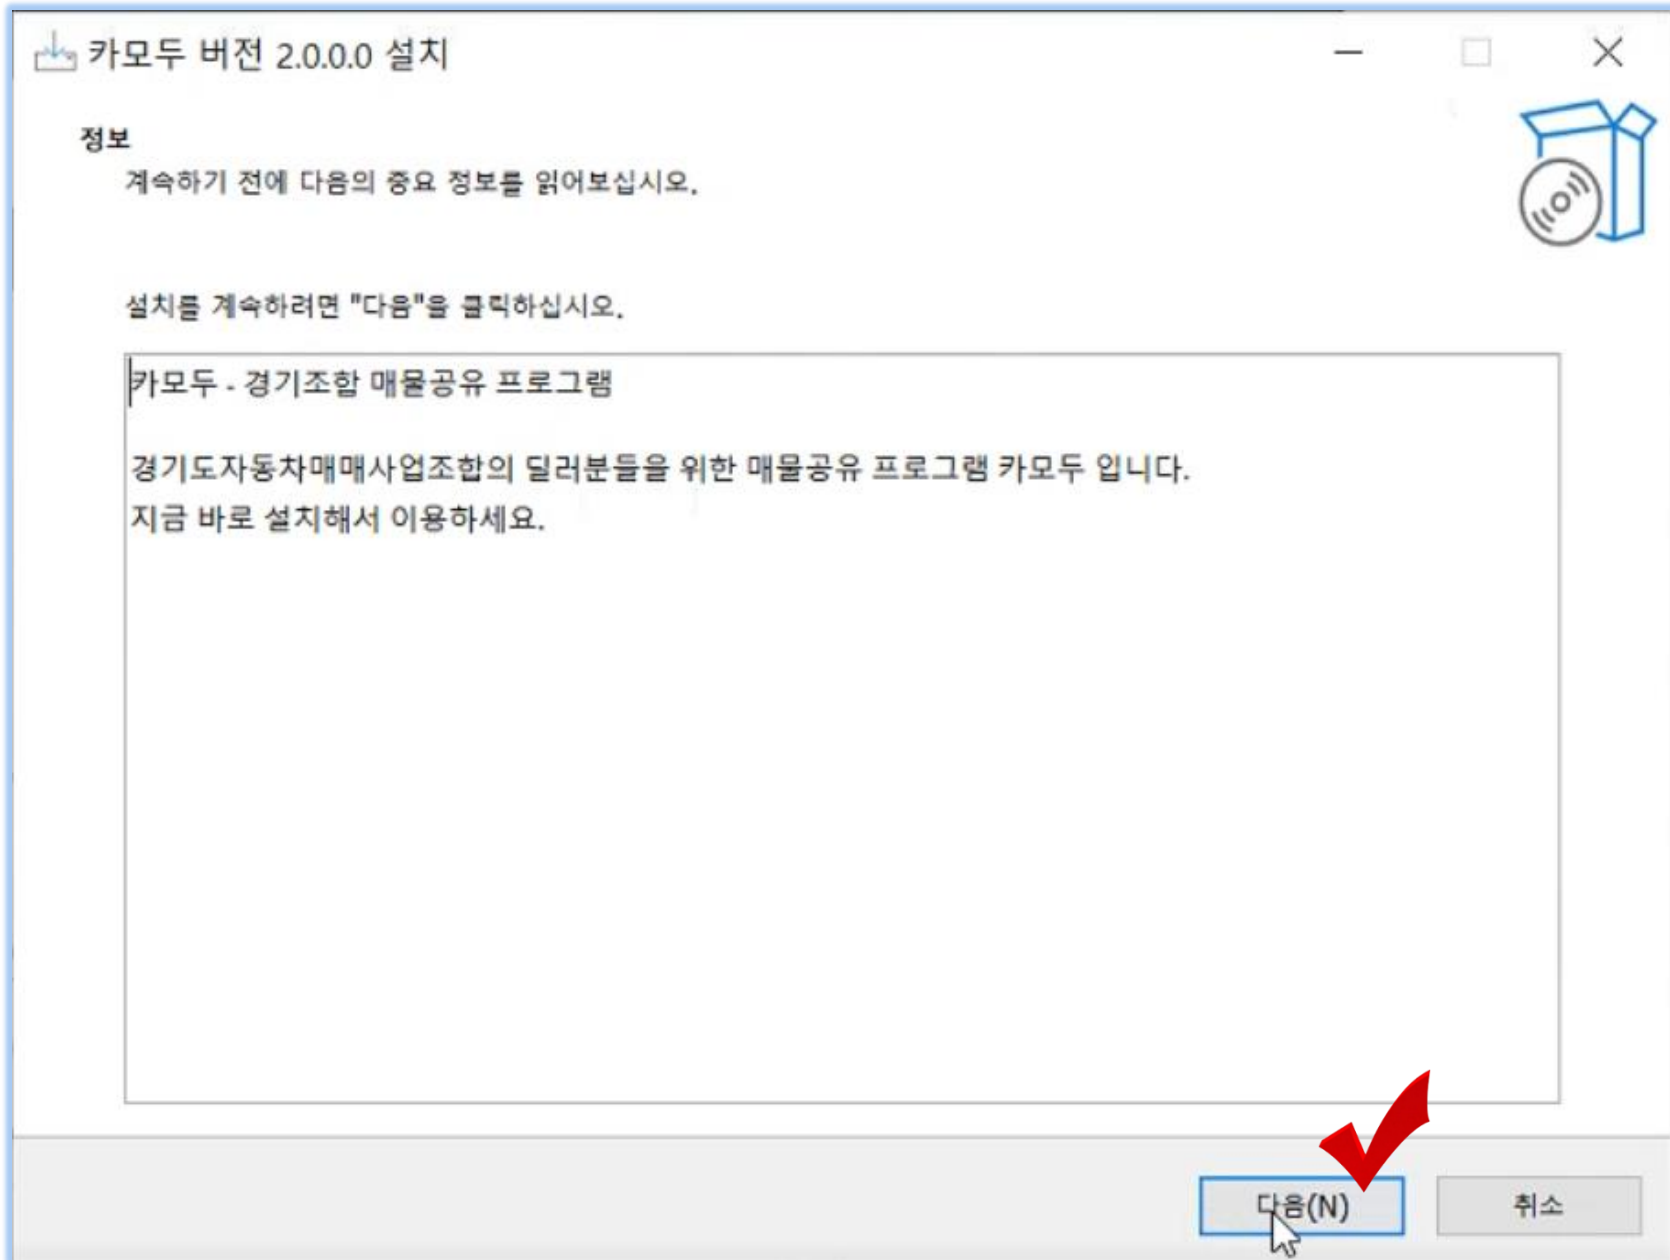 카모두 버전 2.0.0.0 설치
정보
계속하기 전에 다음의 중요 정보를 읽어보십시오.
설치를 계속하려면 "다음"을 클릭하십시오.
카모두 - 경기조합 매물공유 프로그램
경기도자동차매매사업조합의 딜러분들을 위한 매물공유 프로그램 카모두 입니다.
지금 바로 설치해서 이용하세요.
다음(N)
취소